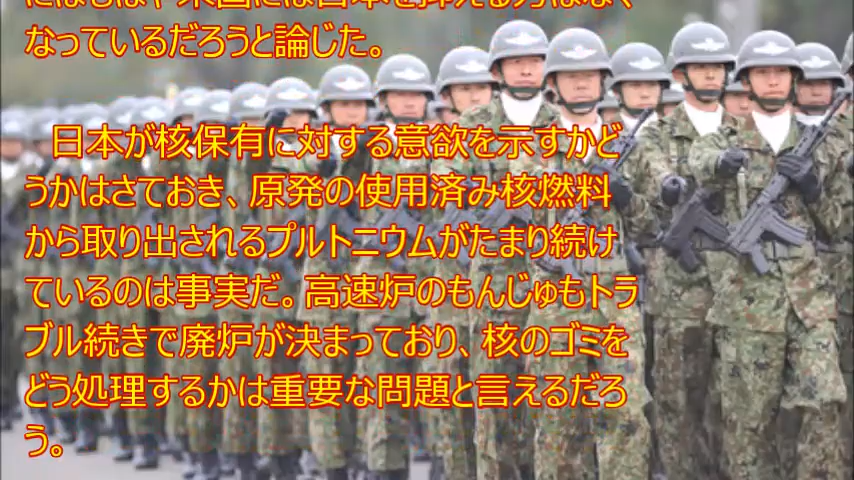 なっているだろうと論じた。
日本が核保有に対する意欲を示すかど
うかはさておき、原発の使用済み核燃料
から取り出されるプルトニウムがたまり続け
ているのは事実だ。高速炉のもんじゅもトラ
ブル続きで廃炉が決まっており、核のゴミを
どう処理するかは重要な問題と言えるだろ
う。